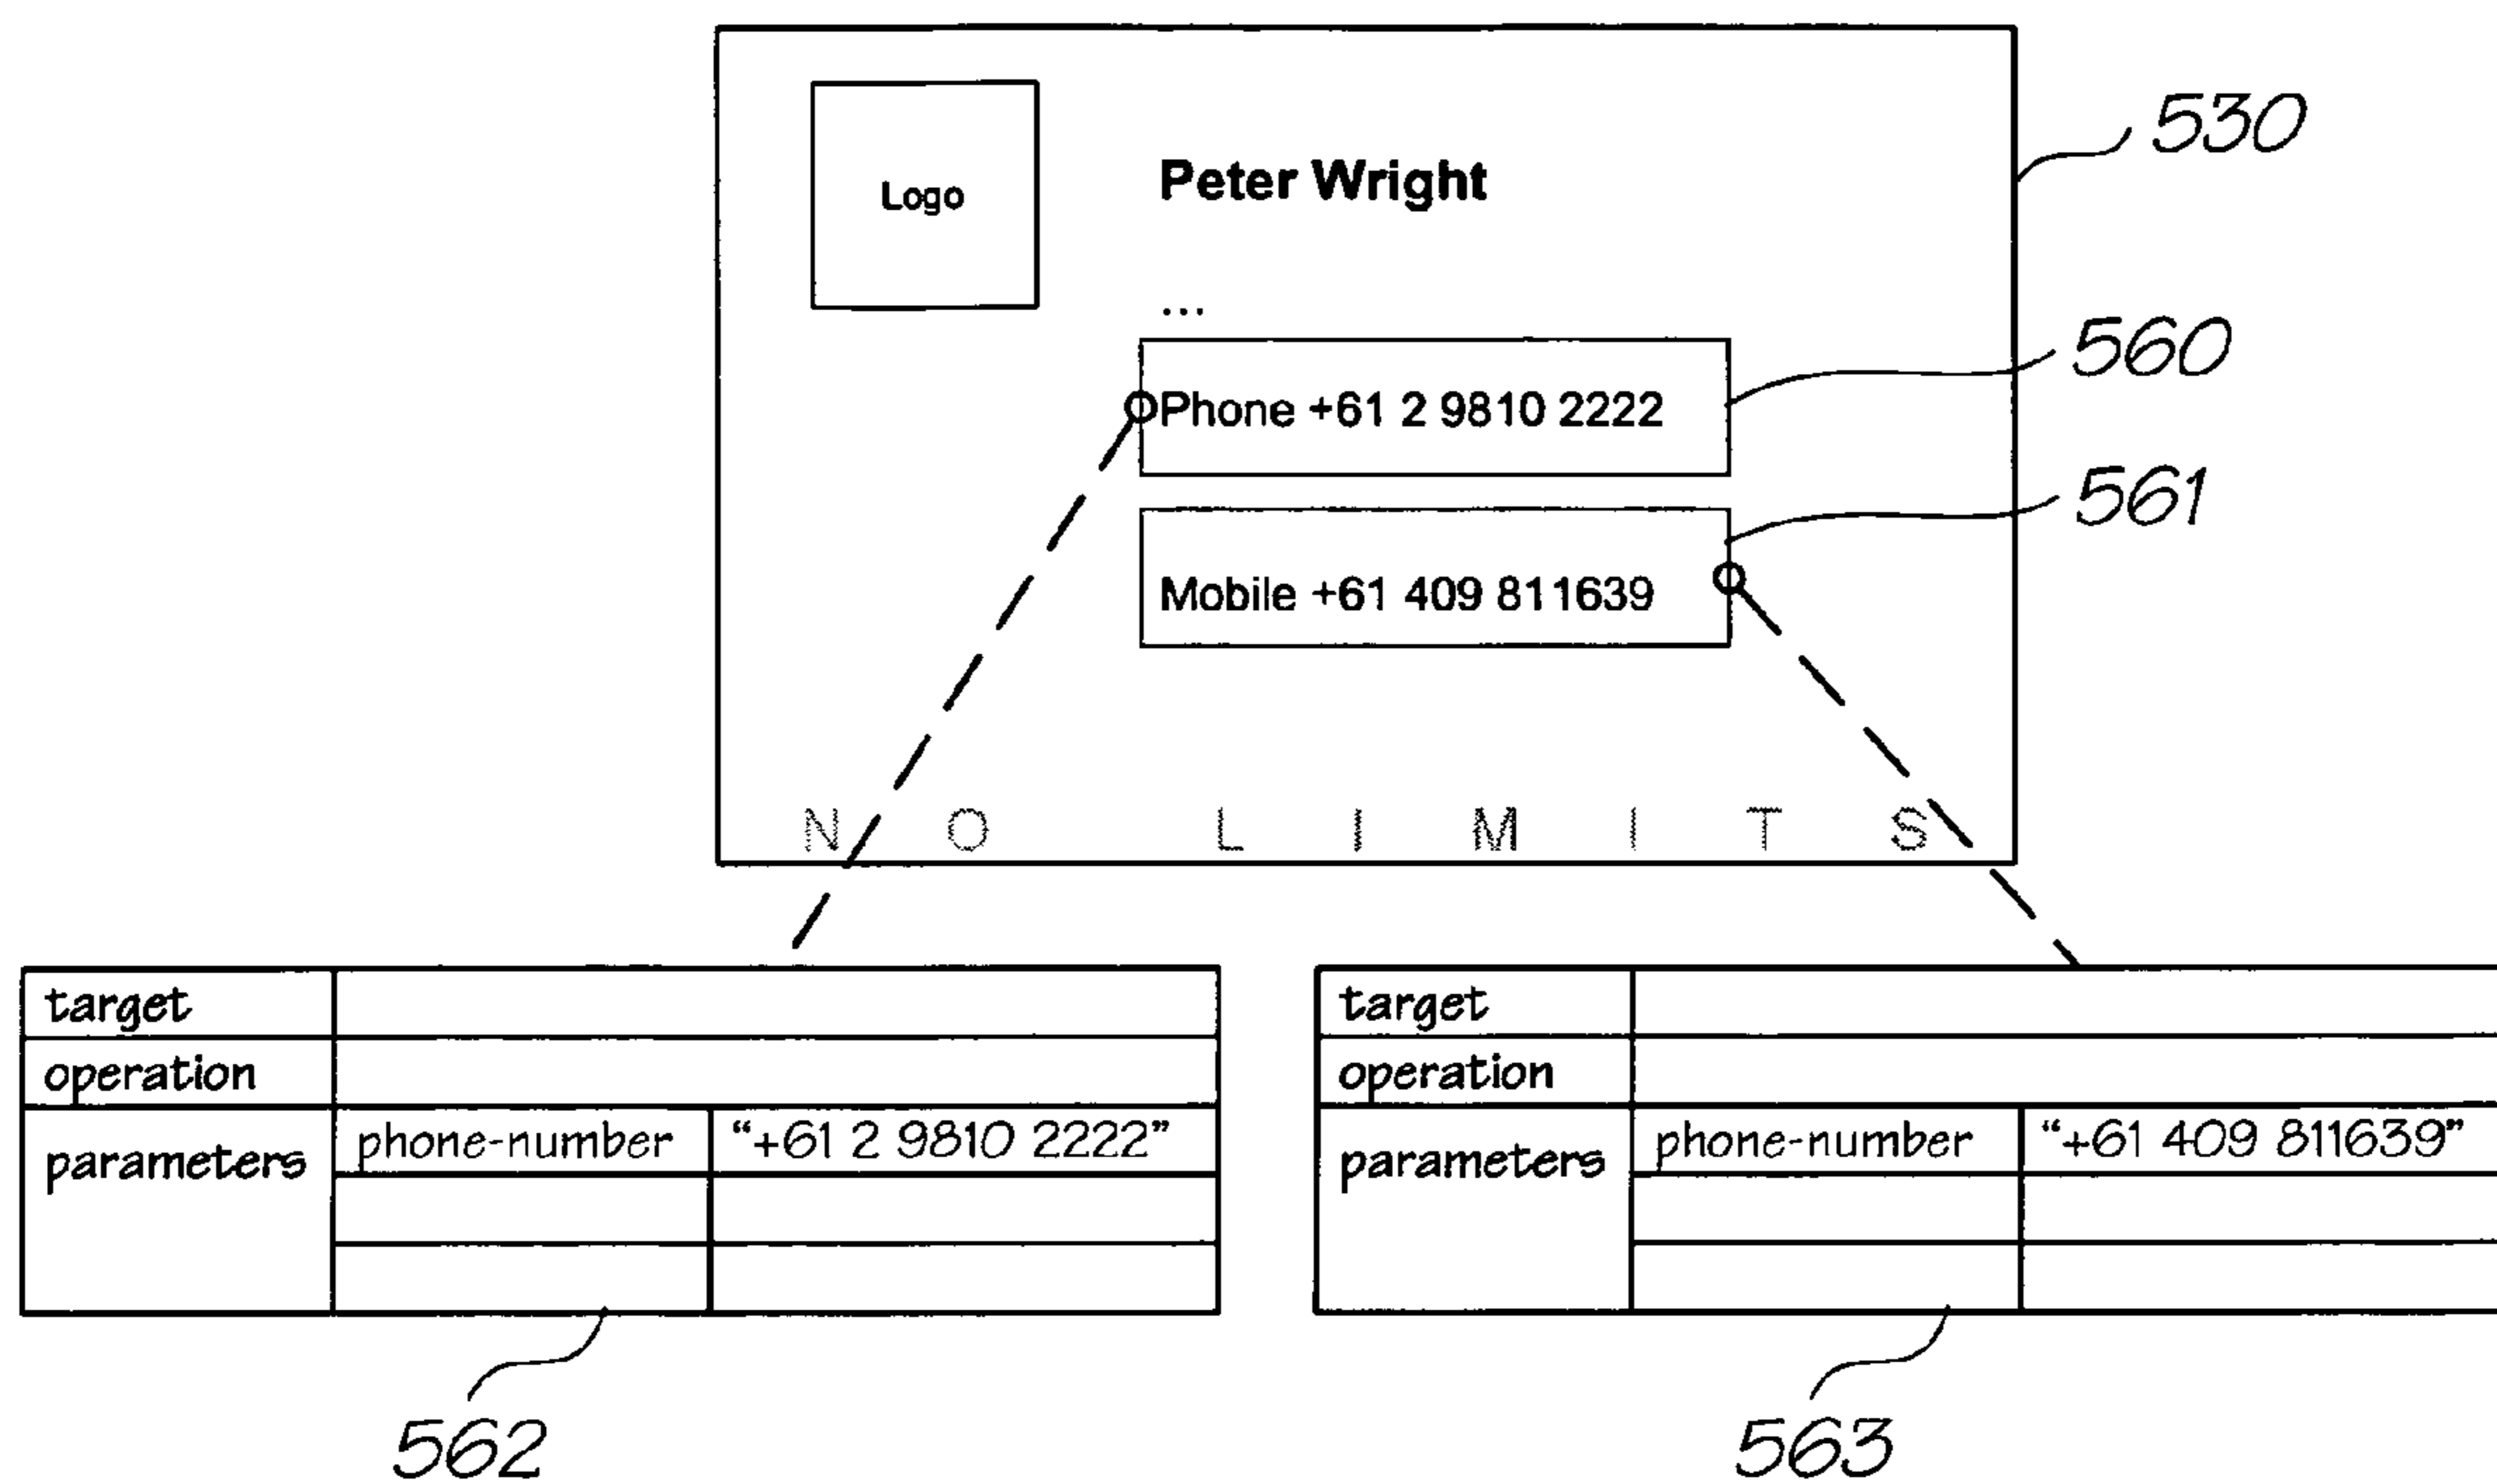 530
Logo
Peter Wright
...
560
Phone +61 2 9810 2222
561
Mobile +61 409 811639
N O L I M I T S
target
operation
parameters phone-number “+61 2 9810 2222”
562
target
operation
parameters phone-number “+61 409 811639”
563